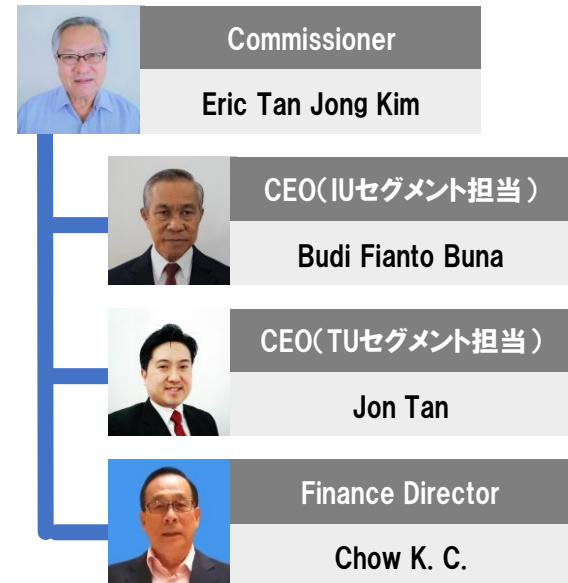 Commissioner
Eric Tan Jong Kim
CEO(IUセグメント担当)
Budi Fianto Buna
CEO(TUセグメント担当)
Jon Tan
Finance Director
Chow K. C.